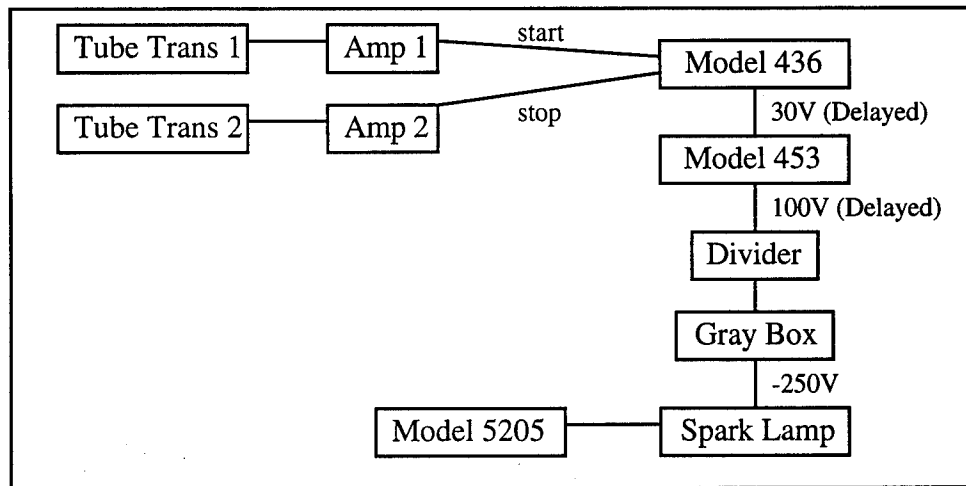 Tube Trans 1
Amp 1
start
Model 436
Tube Trans 2
Amp 2
stop
30V (Delayed)
Model 453
100V (Delayed)
Divider
Gray Box
-250V
Model 5205
Spark Lamp